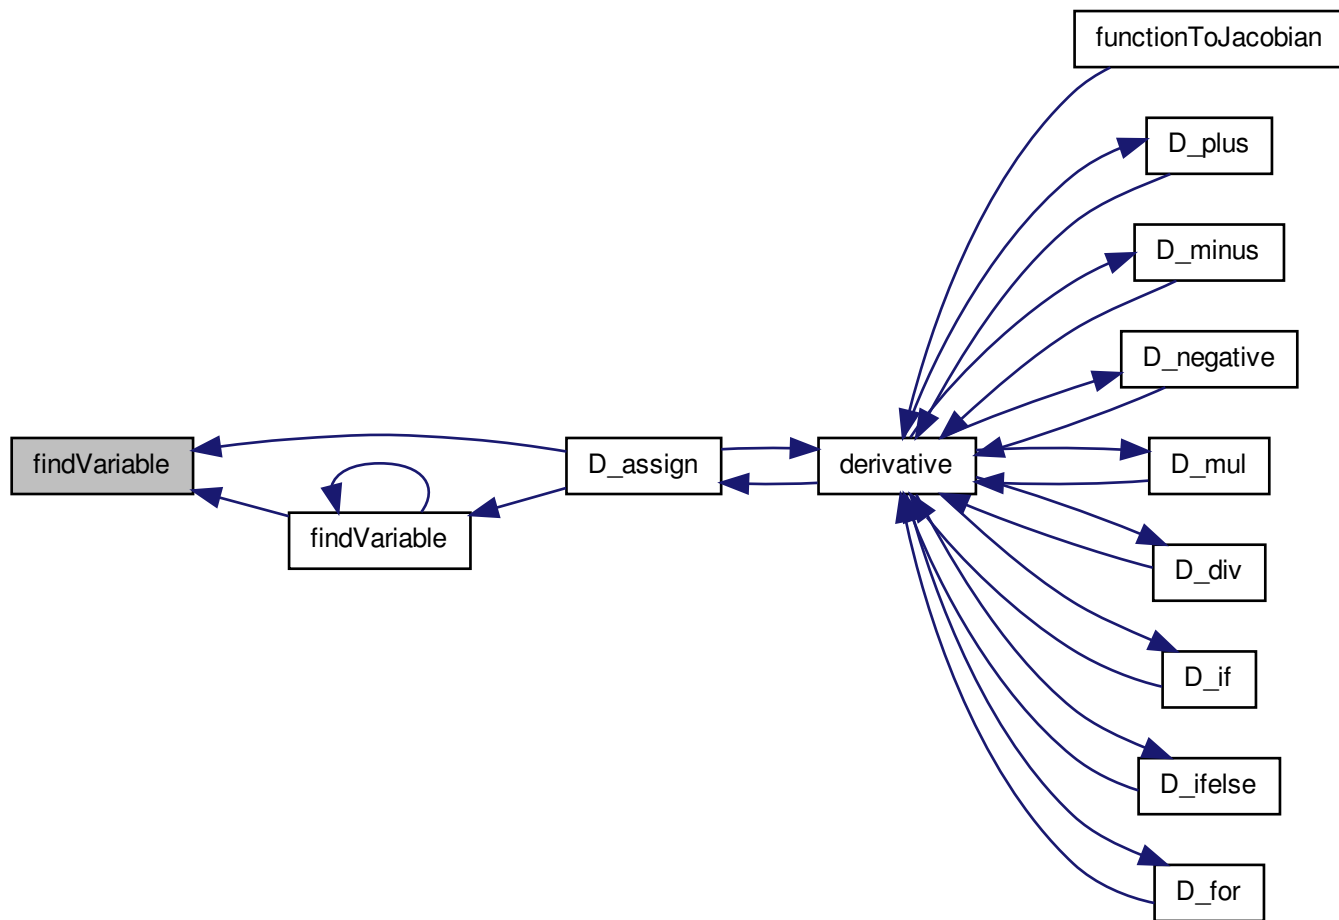 functionToJacobian
D_plus
D_minus
D_negative
findVariable
D_assign
derivative
D_mul
findVariable
D_div
D_if
D_ifelse
D_for